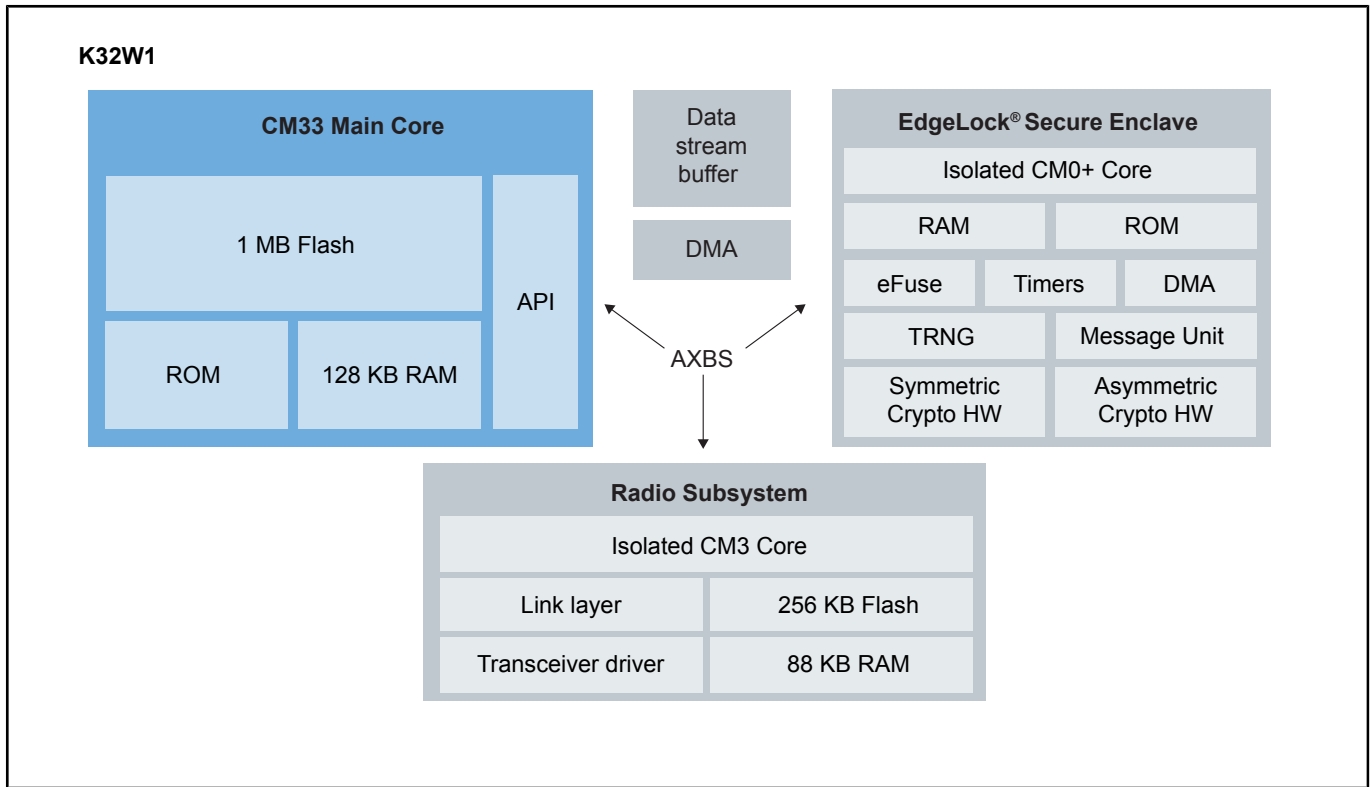 K32W1
CM33 Main Core
1 MB Flash
API
ROM
128 KB RAM
Data
stream
buffer
DMA
AXBS
EdgeLock® Secure Enclave
Isolated CM0+ Core
RAM
ROM
eFuse
Timers
DMA
TRNG
Message Unit
Symmetric
Crypto HW
Asymmetric
Crypto HW
Radio Subsystem
Isolated CM3 Core
Link layer
256 KB Flash
Transceiver driver
88 KB RAM